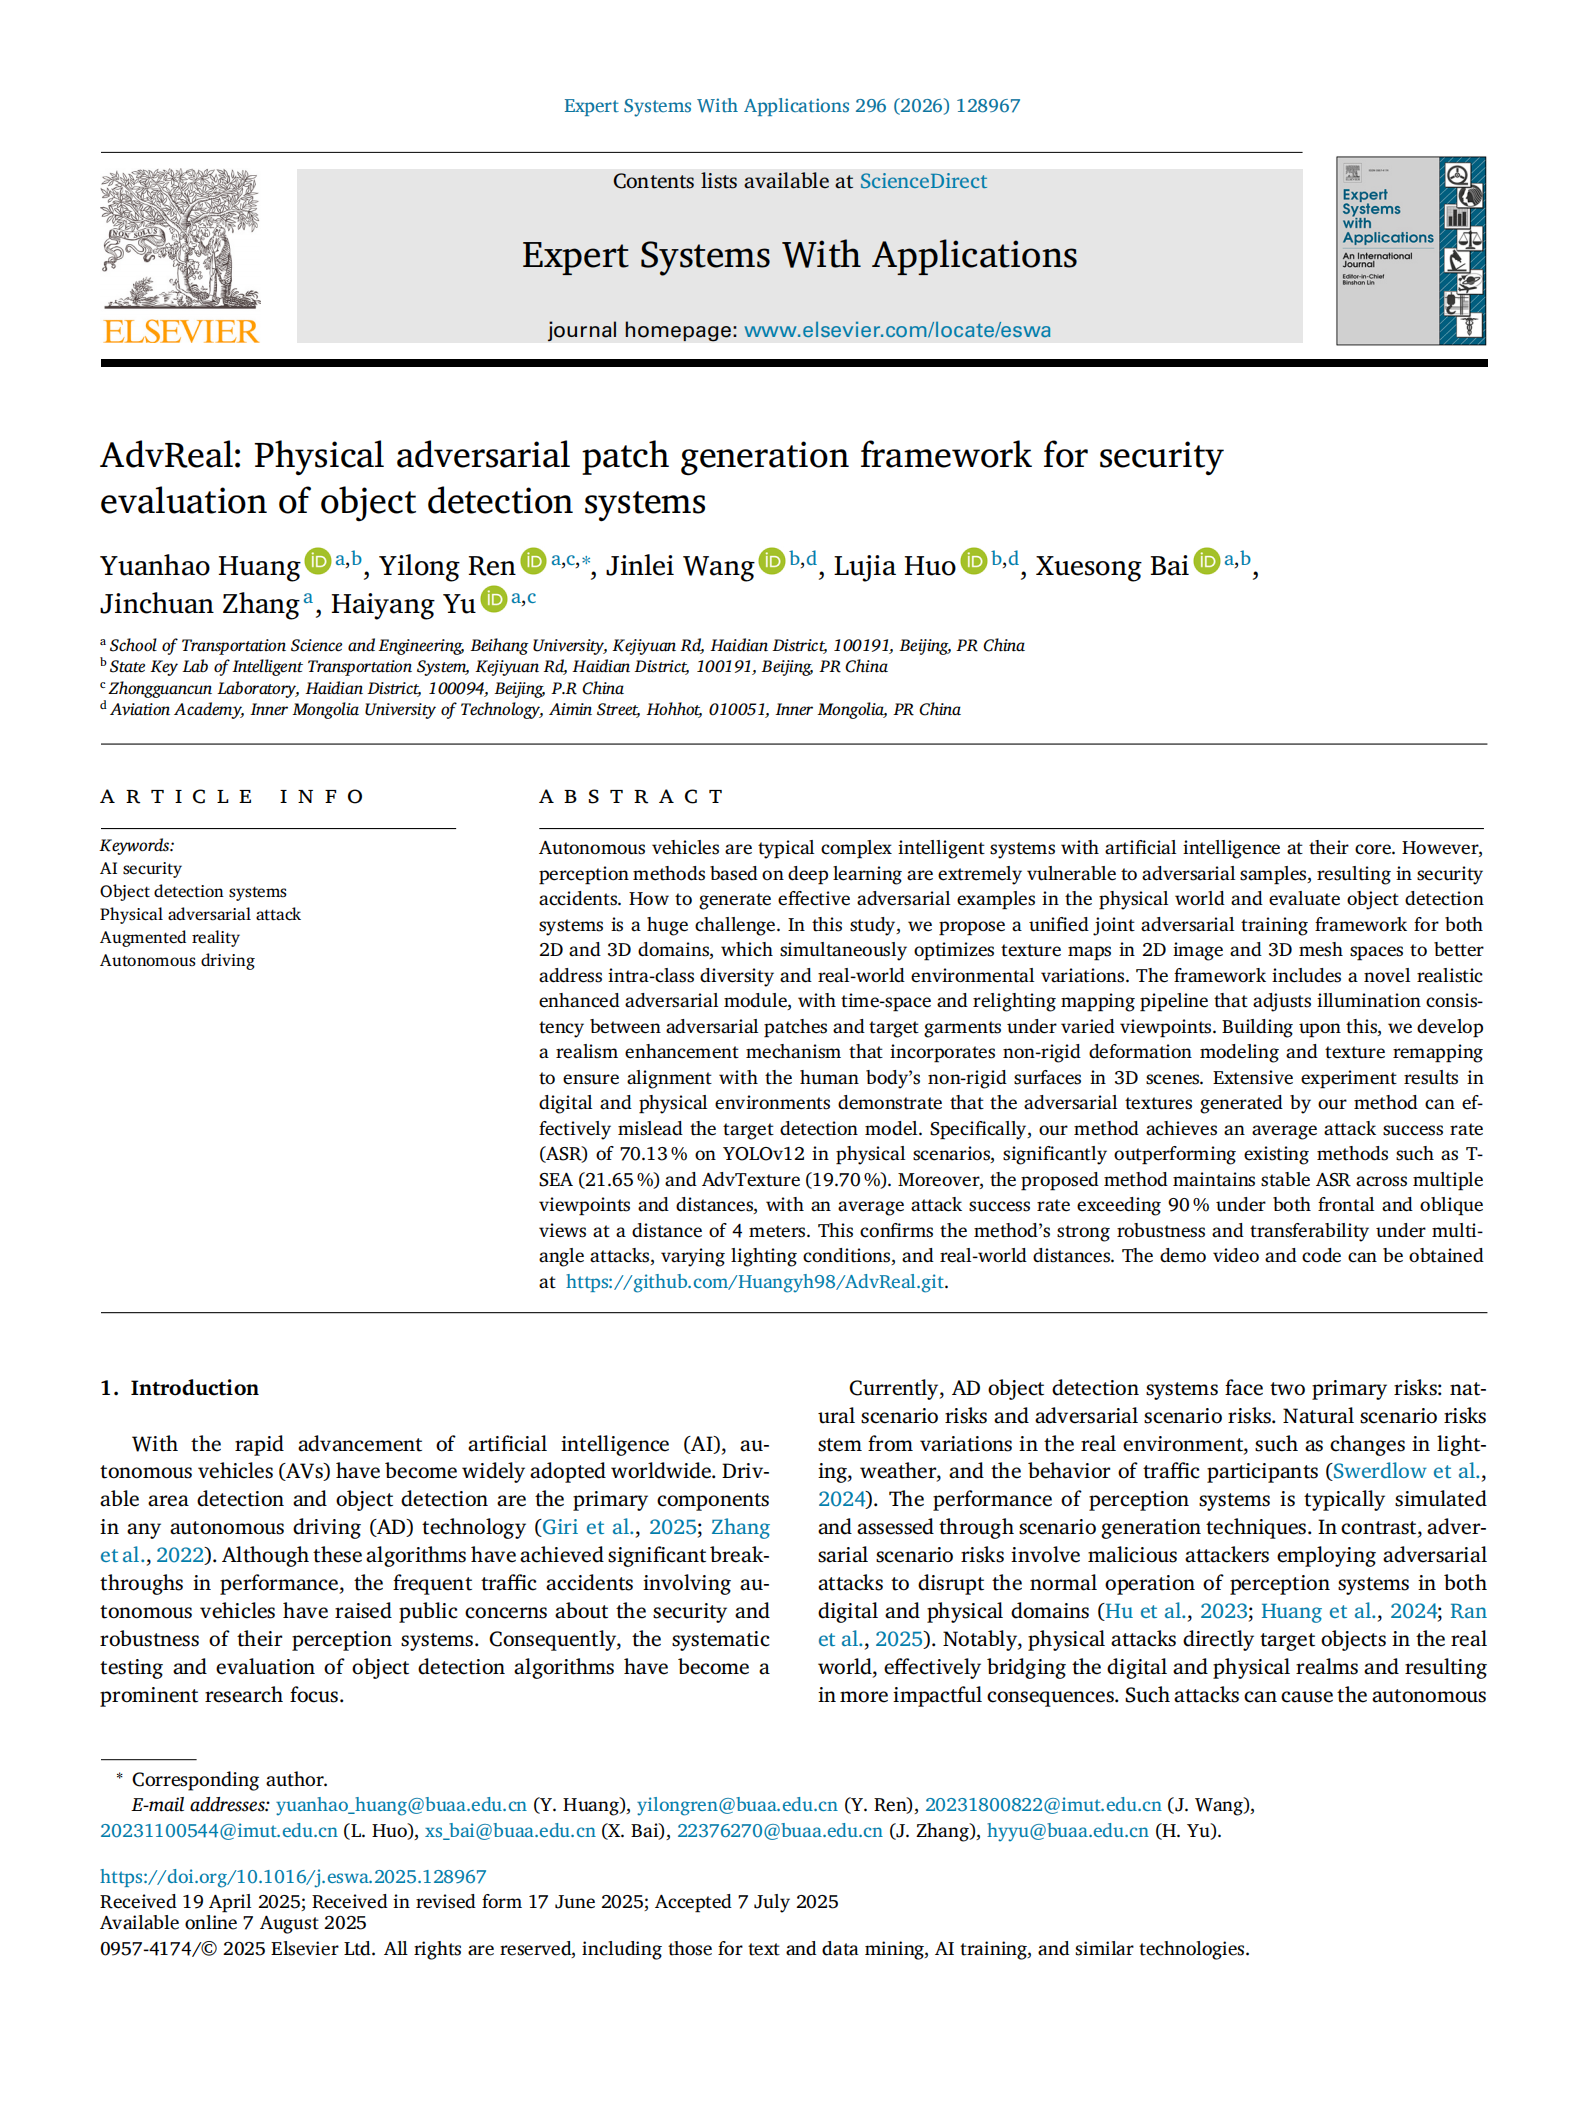 Expert Systems With Applications 296 (2026) 128967
Contents lists available at ScienceDirect
Expert Systems With Applications
journal homepage: www.elsevier.com/locate/eswa
NON SOLUS
ELSEVIER
Expert
Systems
with
Applications
An International
Journal
Editor-in-Chief
Binshan Lin
AdvReal: Physical adversarial patch generation framework for security
evaluation of object detection systems
Yuanhao Huang iD a,b, Yilong Ren iD a,c,*, Jinlei Wang iD b,d, Lujia Huo iD b,d, Xuesong Bai iD a,b,
Jinchuan Zhang a, Haiyang Yu iD a,c
a School of Transportation Science and Engineering, Beihang University, Kejiyuan Rd, Haidian District, 100191, Beijing, PR China
b State Key Lab of Intelligent Transportation System, Kejiyuan Rd, Haidian District, 100191, Beijing, PR China
c Zhongguancun Laboratory, Haidian District, 100094, Beijing, P.R China
d Aviation Academy, Inner Mongolia University of Technology, Aimin Street, Hohhot, 010051, Inner Mongolia, PR China
ARTICLE INFO
Keywords:
AI security
Object detection systems
Physical adversarial attack
Augmented reality
Autonomous driving
ABSTRACT
Autonomous vehicles are typical complex intelligent systems with artificial intelligence at their core. However,
perception methods based on deep learning are extremely vulnerable to adversarial samples, resulting in security
accidents. How to generate effective adversarial examples in the physical world and evaluate object detection
systems is a huge challenge. In this study, we propose a unified joint adversarial training framework for both
2D and 3D domains, which simultaneously optimizes texture maps in 2D image and 3D mesh spaces to better
address intra-class diversity and real-world environmental variations. The framework includes a novel realistic
enhanced adversarial module, with time-space and relighting mapping pipeline that adjusts illumination consis-
tency between adversarial patches and target garments under varied viewpoints. Building upon this, we develop
a realism enhancement mechanism that incorporates non-rigid deformation modeling and texture remapping
to ensure alignment with the human body's non-rigid surfaces in 3D scenes. Extensive experiment results in
digital and physical environments demonstrate that the adversarial textures generated by our method can ef-
fectively mislead the target detection model. Specifically, our method achieves an average attack success rate
(ASR) of 70.13 % on YOLOv12 in physical scenarios, significantly outperforming existing methods such as T-
SEA (21.65 %) and AdvTexture (19.70 %). Moreover, the proposed method maintains stable ASR across multiple
viewpoints and distances, with an average attack success rate exceeding 90 % under both frontal and oblique
views at a distance of 4 meters. This confirms the method's strong robustness and transferability under multi-
angle attacks, varying lighting conditions, and real-world distances. The demo video and code can be obtained
at https://github.com/Huangyh98/AdvReal.git.
1. Introduction
With the rapid advancement of artificial intelligence (AI), au-
tonomous vehicles (AVs) have become widely adopted worldwide. Driv-
able area detection and object detection are the primary components
in any autonomous driving (AD) technology (Giri et al., 2025; Zhang
et al., 2022). Although these algorithms have achieved significant break-
throughs in performance, the frequent traffic accidents involving au-
tonomous vehicles have raised public concerns about the security and
robustness of their perception systems. Consequently, the systematic
testing and evaluation of object detection algorithms have become a
prominent research focus.
Currently, AD object detection systems face two primary risks: nat-
ural scenario risks and adversarial scenario risks. Natural scenario risks
stem from variations in the real environment, such as changes in light-
ing, weather, and the behavior of traffic participants (Swerdlow et al.,
2024). The performance of perception systems is typically simulated
and assessed through scenario generation techniques. In contrast, adver-
sarial scenario risks involve malicious attackers employing adversarial
attacks to disrupt the normal operation of perception systems in both
digital and physical domains (Hu et al., 2023; Huang et al., 2024; Ran
et al., 2025). Notably, physical attacks directly target objects in the real
world, effectively bridging the digital and physical realms and resulting
in more impactful consequences. Such attacks can cause the autonomous
* Corresponding author.
E-mail addresses: yuanhao_huang@buaa.edu.cn (Y. Huang), yilongren@buaa.edu.cn (Y. Ren), 20231800822@imut.edu.cn (J. Wang),
20231100544@imut.edu.cn (L. Huo), xs_bai@buaa.edu.cn (X. Bai), 22376270@buaa.edu.cn (J. Zhang), hyyu@buaa.edu.cn (H. Yu).
https://doi.org/10.1016/j.eswa.2025.128967
Received 19 April 2025; Received in revised form 17 June 2025; Accepted 7 July 2025
Available online 7 August 2025
0957-4174/© 2025 Elsevier Ltd. All rights are reserved, including those for text and data mining, AI training, and similar technologies.